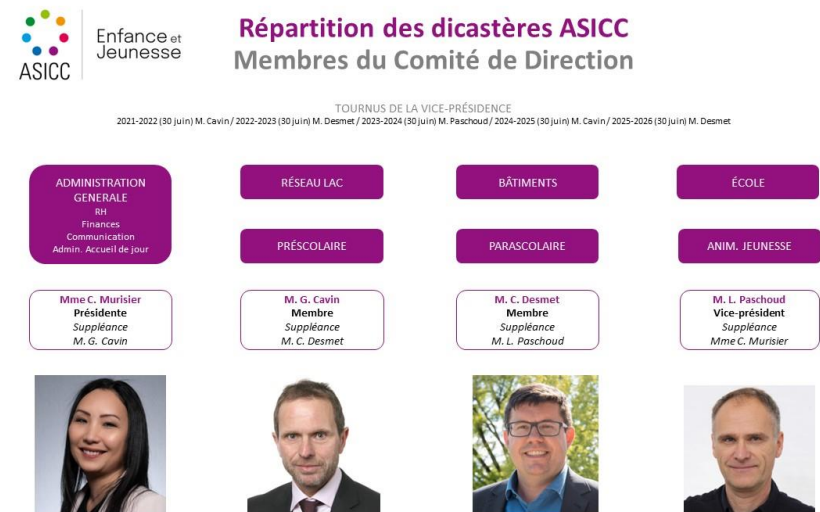 ASICC
Enfance et
Jeunesse
Répartition des dicastères ASICC
Membres du Comité de Direction
TOURNUS DE LA VICE-PRÉSIDENCE
2021-2022 (30 juin) M. Cavin / 2022-2023 (30 juin) M. Desmet / 2023-2024 (30 juin) M. Paschoud / 2024-2025 (30 juin) M. Cavin / 2025-2026 (30 juin) M. Desmet
ADMINISTRATION
GENERALE
RH
Finances
Communication
Admin. Accueil de jour
RÉSEAU LAC
PRÉSCOLAIRE
BÂTIMENTS
PARASCOLAIRE
ÉCOLE
ANIM. JEUNESSE
Mme C. Murisier
Présidente
Suppléance
M. G. Cavin
M. G. Cavin
Membre
Suppléance
M. C. Desmet
M. C. Desmet
Membre
Suppléance
M. L. Paschoud
M. L. Paschoud
Vice-président
Suppléance
Mme C. Murisier